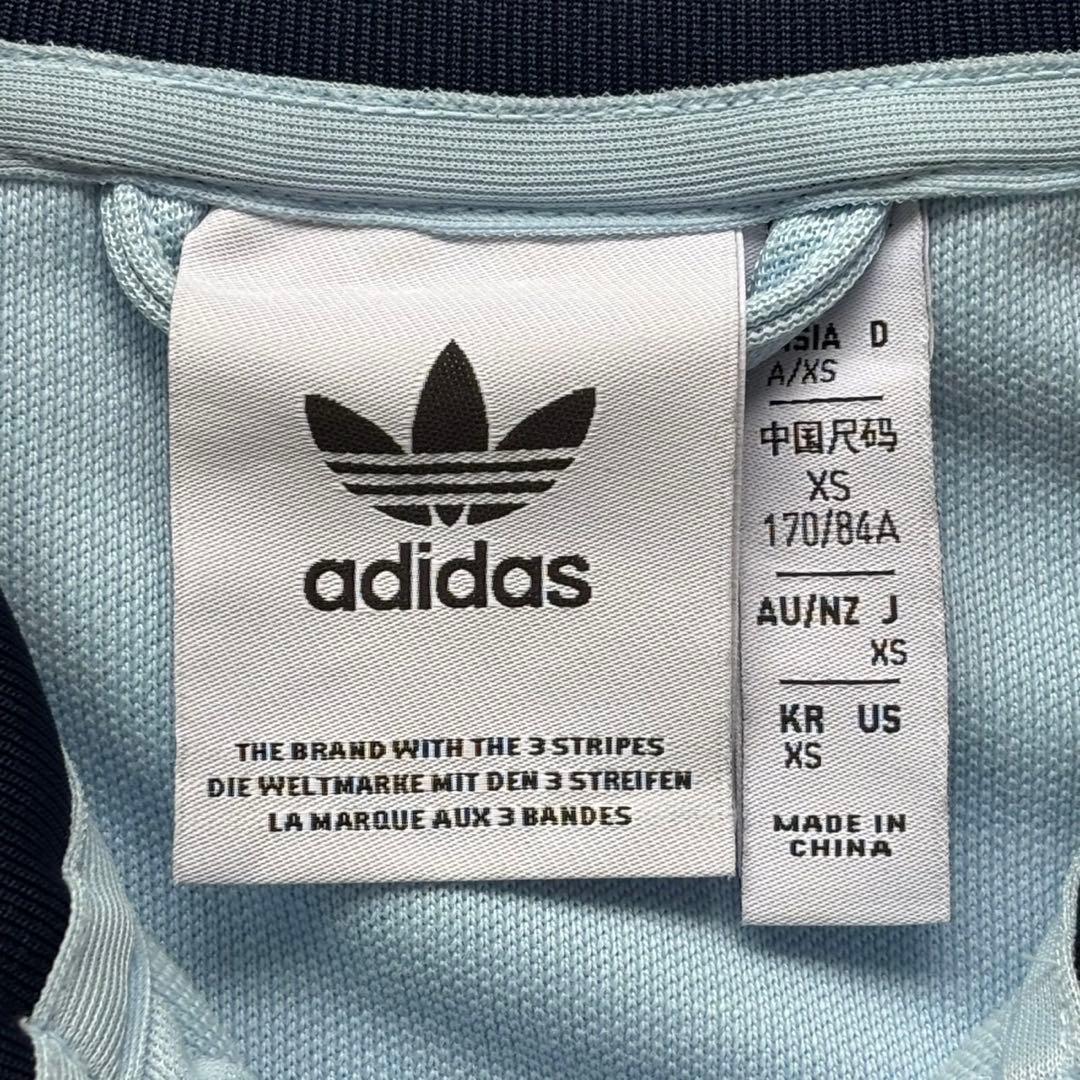 adidas
THE BRAND WITH THE 3 STRIPES
DIE WELTMARKE MIT DEN 3 STREIFEN
LA MARQUE AUX 3 BANDES
D
A/XS
中国尺码
XS
170/84A
AU/NZ J
XS
KR US
XS
MADE IN
CHINA